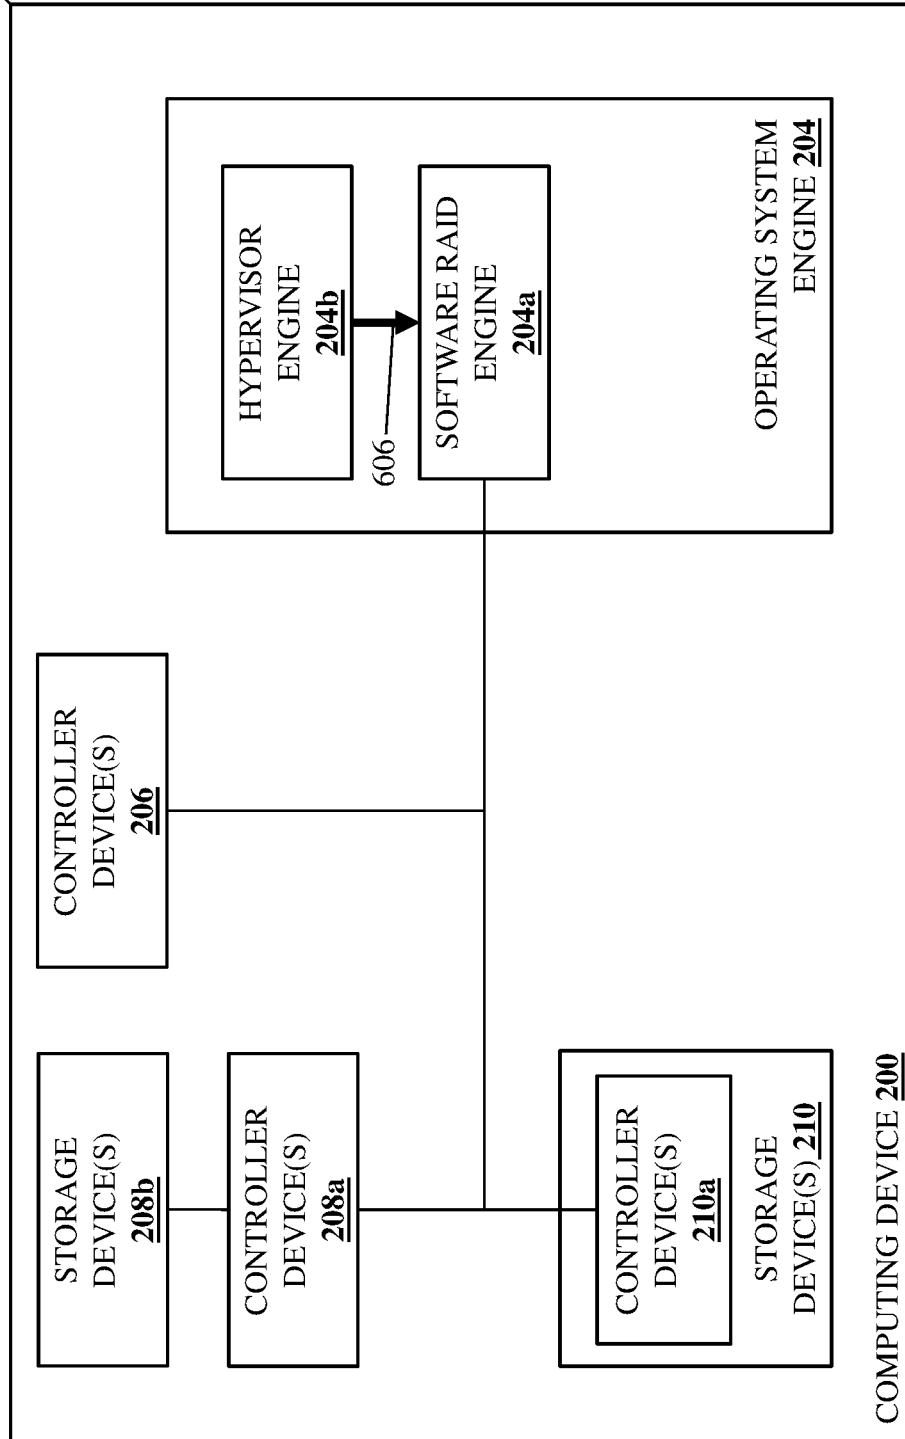 STORAGE
DEVICE(S)
208b
CONTROLLER
DEVICE(S)
206
HYPERVISOR
ENGINE
204b
CONTROLLER
DEVICE(S)
208a
606
SOFTWARE RAID
ENGINE
204a
CONTROLLER
DEVICE(S)
210a
STORAGE
DEVICE(S) 210
OPERATING SYSTEM
ENGINE 204
COMPUTING DEVICE 200